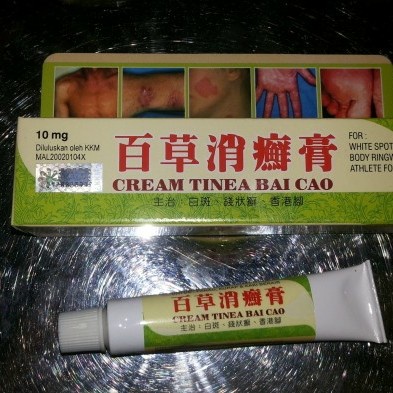 10 mg
Diluluskan oleh KKM
MAL20020104X
百草消癬膏
CREAM TINEA BAI CAO
主治：白斑、錢狀癬、香港腳
FOR :
WHITE SPOT
BODY RINGW
ATHLETE FO
百草消癬膏
CREAM TINEA BAI CAO
主治：白斑、錢狀癬、香港腳